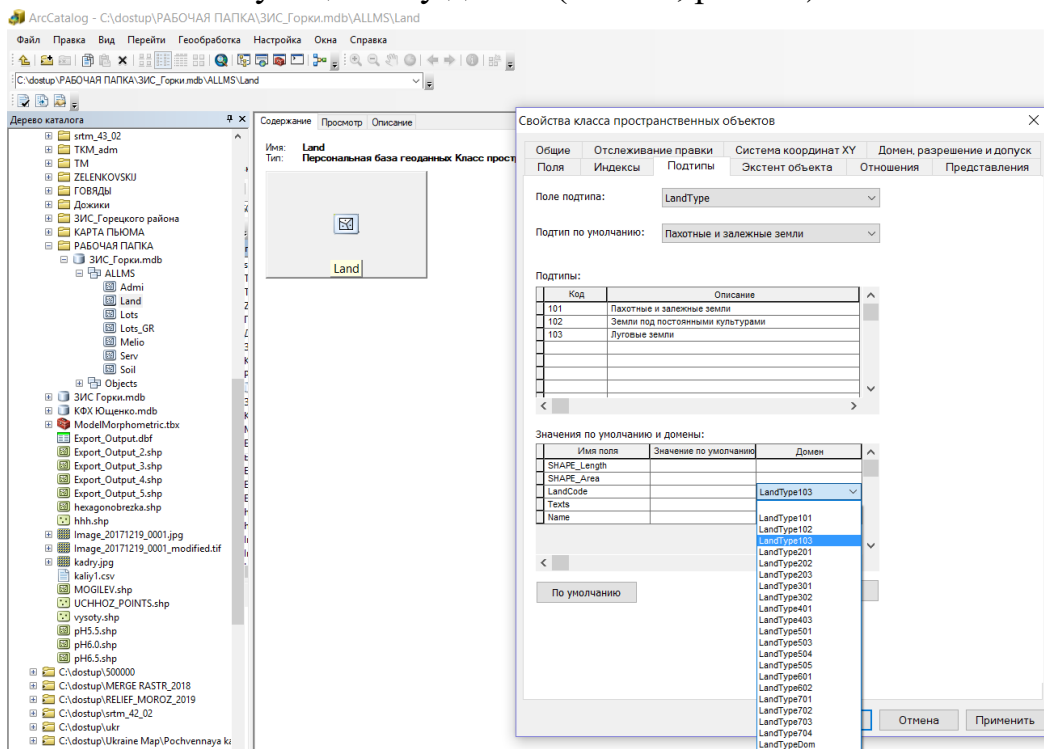 ArcCatalog - C:\dostup\РАБОЧАЯ ПАПКА\ЗИС_Горки.mdb\ALLMS\Land
Файл Правка Вид Перейти Геообработка Настройка Окна Справка
C:\dostup\РАБОЧАЯ ПАПКА\ЗИС_Горки.mdb\ALLMS\Land
Дерево каталога
srtm_43_02
TKM_adm
TM
ZELENKOVSKIJ
ГОВЯДЫ
Дожики
ЗИС_Горецкого района
КАРТА ПЬЮМА
РАБОЧАЯ ПАПКА
ЗИС_Горки.mdb
ALLMS
Admi
Land
Lots
Lots_GR
Melio
Serv
Soil
Objects
ЗИС Горки.mdb
КФХ Ющенко.mdb
ModelMorphometric.tbx
Export_Output.dbf
Export_Output_2.shp
Export_Output_3.shp
Export_Output_4.shp
Export_Output_5.shp
hexagonobrezka.shp
hhh.shp
Image_20171219_0001.jpg
Image_20171219_0001_modified.tif
kadry.jpg
kaliy1.csv
MOGILEV.shp
UCHHOZ_POINTS.shp
vysoty.shp
pH5.5.shp
pH6.0.shp
pH6.5.shp
C:\dostup\500000
C:\dostup\MERGE RASTR_2018
C:\dostup\RELIEF_MOROZ_2019
C:\dostup\srtm_42_02
C:\dostup\ukr
C:\dostup\Ukraine Map\Pochvennaya ka
Содержание Просмотр Описание
Имя: Land
Тип: Персональная база геоданных Класс прост
Land
Свойства класса пространственных объектов
Общие Отслеживание правки Система координат XY Домен, разрешение и допуск
Поля Индексы Подтипы Экстент объекта Отношения Представления
Поле подтипа: LandType
Подтип по умолчанию: Пахотные и залежные земли
Подтипы:
Код Описание
101 Пахотные и залежные земли
102 Земли под постоянными культурами
103 Луговые земли
Значения по умолчанию и домены:
Имя поля Значение по умолчанию Домен
SHAPE_Length
SHAPE_Area
LandCode LandType103
Texts
Name
LandType101
LandType102
LandType103
LandType201
LandType202
LandType203
LandType301
LandType302
LandType401
LandType403
LandType501
LandType503
LandType504
LandType505
LandType601
LandType602
LandType701
LandType702
LandType703
LandType704
LandTypeDom
По умолчанию
Отмена Применить